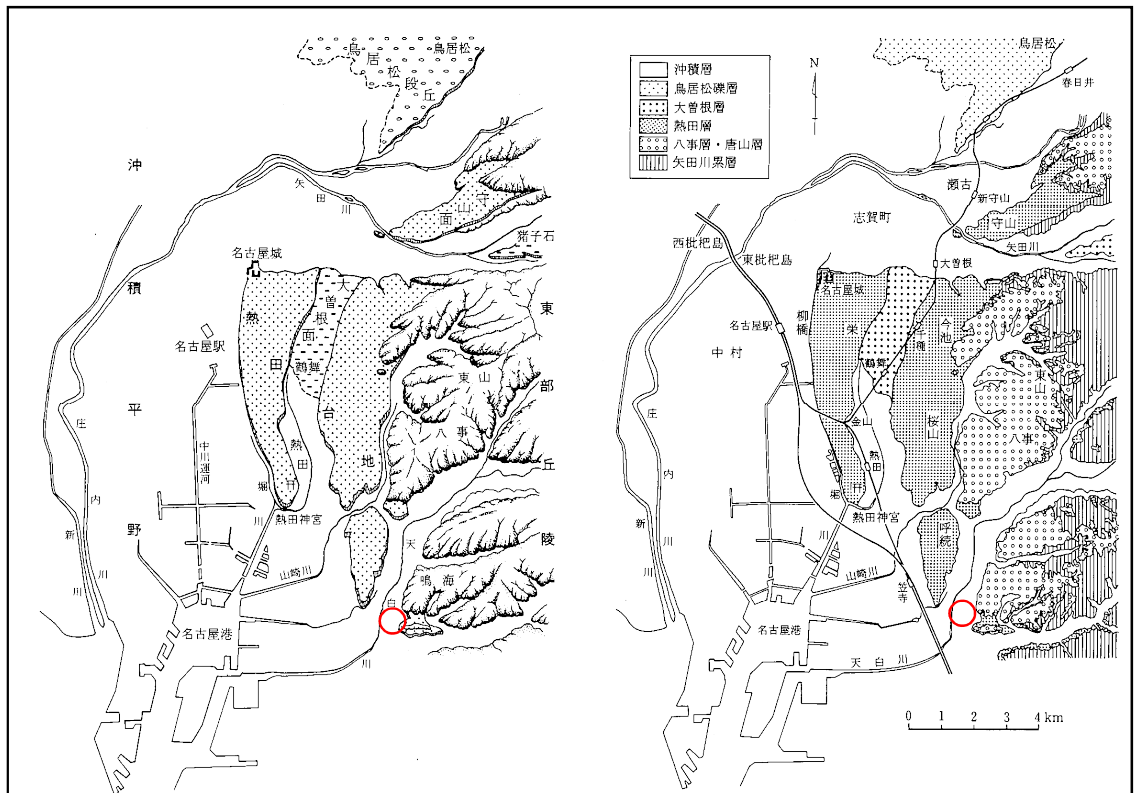 鳥居松段丘
鳥居松
沖積平野
矢田川
守山面
猪子石
名古屋城
大曽根面
熱田台地
名古屋駅
鶴舞
東山
八事
東部丘陵
庄内川
新川
中川運河
熱田
堀川
熱田神宮
天白川
鳴海
山崎川
名古屋港
沖積層
鳥居松礫層
大曽根層
熱田層
八事層・唐山層
矢田川累層
N
鳥居松
春日井
瀬古
新守山
守山
志賀町
矢田川
西枇杷島
東枇杷島
大曽根
名古屋城
柳橋
名古屋駅
栄
千種
今池
中村
鶴舞
東山
金山
桜山
八事
熱田
堀川
熱田神宮
呼続
庄内川
新川
山崎川
笠寺
名古屋港
天白川
0 1 2 3 4 km